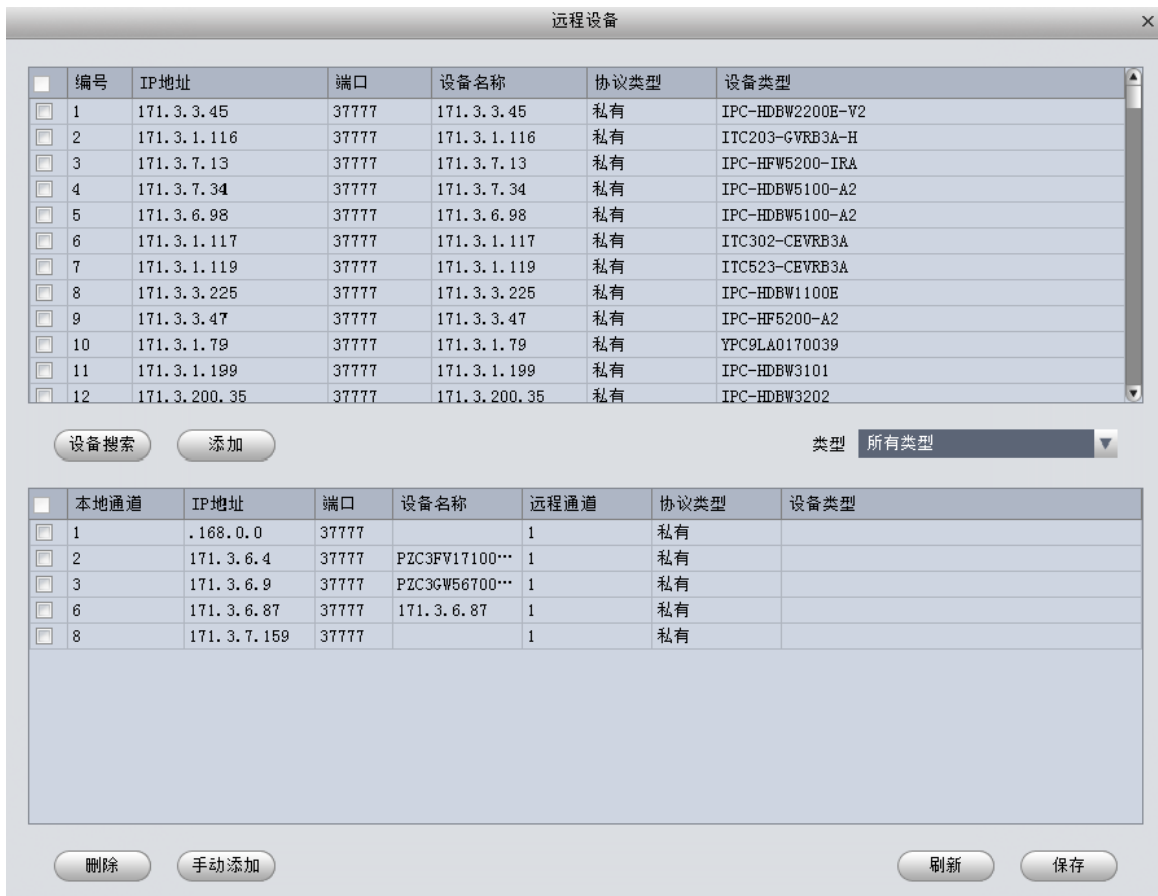 远程设备
编号 IP地址 端口 设备名称 协议类型 设备类型
1 171.3.3.45 37777 171.3.3.45 私有 IPC-HDBW2200E-V2
2 171.3.1.116 37777 171.3.1.116 私有 ITC203-GVRB3A-H
3 171.3.7.13 37777 171.3.7.13 私有 IPC-HFW5200-IRA
4 171.3.7.34 37777 171.3.7.34 私有 IPC-HDBW5100-A2
5 171.3.6.98 37777 171.3.6.98 私有 IPC-HDBW5100-A2
6 171.3.1.117 37777 171.3.1.117 私有 ITC302-CEVRB3A
7 171.3.1.119 37777 171.3.1.119 私有 ITC523-CEVRB3A
8 171.3.3.225 37777 171.3.3.225 私有 IPC-HDBW1100E
9 171.3.3.47 37777 171.3.3.47 私有 IPC-HF5200-A2
10 171.3.1.79 37777 171.3.1.79 私有 YPC9LA0170039
11 171.3.1.199 37777 171.3.1.199 私有 IPC-HDBW3101
12 171.3.200.35 37777 171.3.200.35 私有 IPC-HDBW3202
设备搜索 添加 类型 所有类型
本地通道 IP地址 端口 设备名称 远程通道 协议类型 设备类型
1 .168.0.0 37777 1 私有
2 171.3.6.4 37777 PZC3FV17100… 1 私有
3 171.3.6.9 37777 PZC3GW56700… 1 私有
6 171.3.6.87 37777 171.3.6.87 1 私有
8 171.3.7.159 37777 1 私有
删除 手动添加 刷新 保存